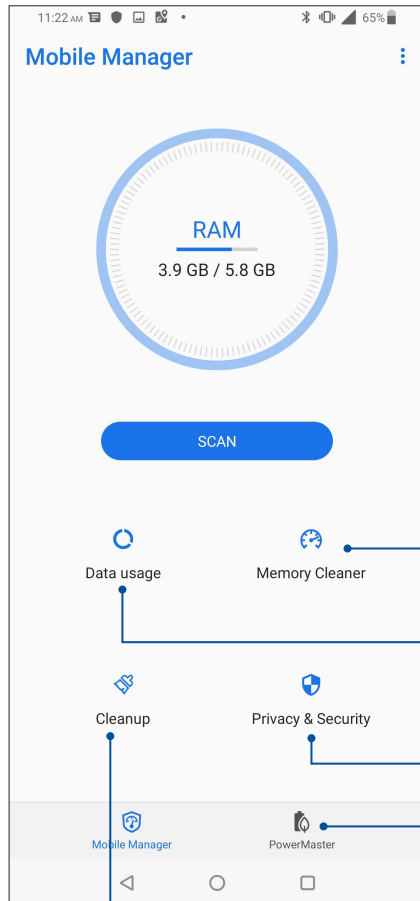 11:22 AM 65%
Mobile Manager
RAM
3.9 GB / 5.8 GB
SCAN
Data usage Memory Cleaner
Cleanup Privacy & Security
Mobile Manager PowerMaster